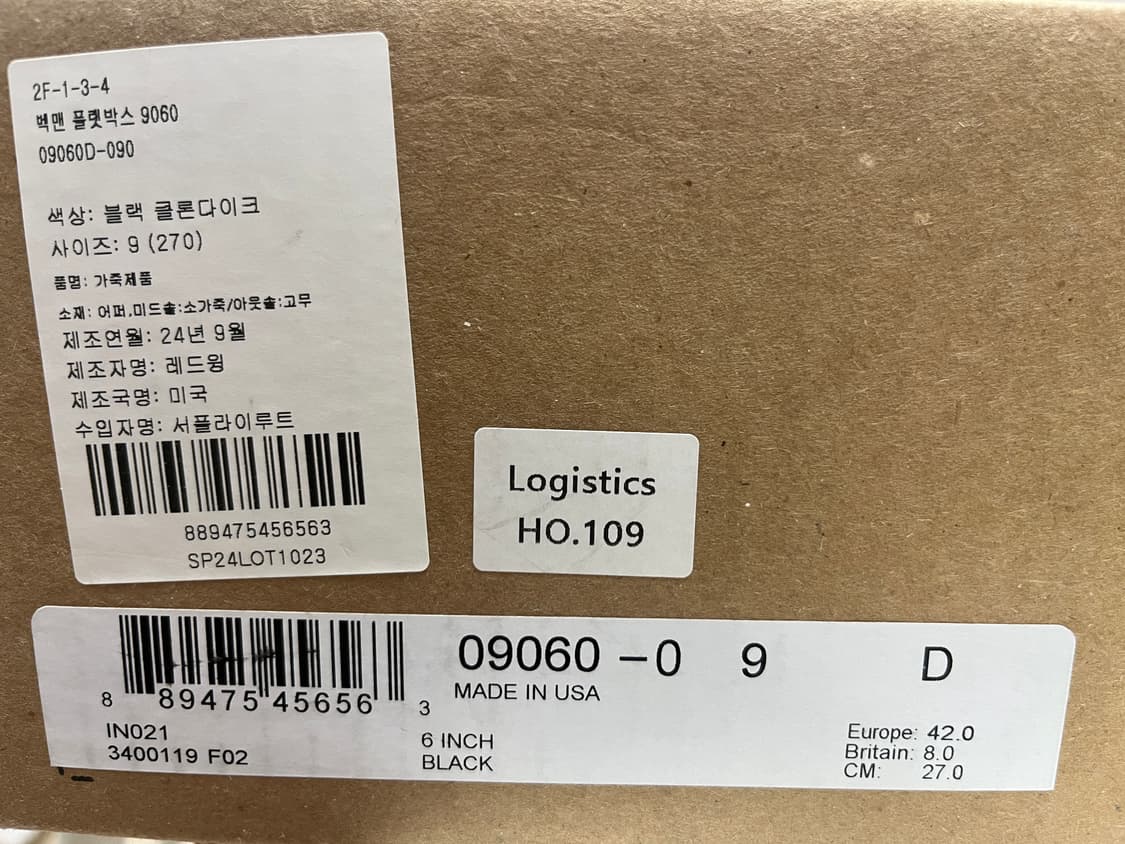 2F-1-3-4
벡맨 플랫박스 9060
09060D-090
색상: 블랙 클론다이크
사이즈: 9 (270)
품명: 가죽제품
소재: 어퍼,미드솔:소가죽/아웃솔:고무
제조연월: 24년 9월
제조자명: 레드윙
제조국명: 미국
수입자명: 서플라이루트
889475456563
SP24LOT1023
Logistics
HO.109
8 89475 45656 3
09060 -0 9 D
MADE IN USA
IN021
3400119 F02
6 INCH
BLACK
Europe: 42.0
Britain: 8.0
CM: 27.0